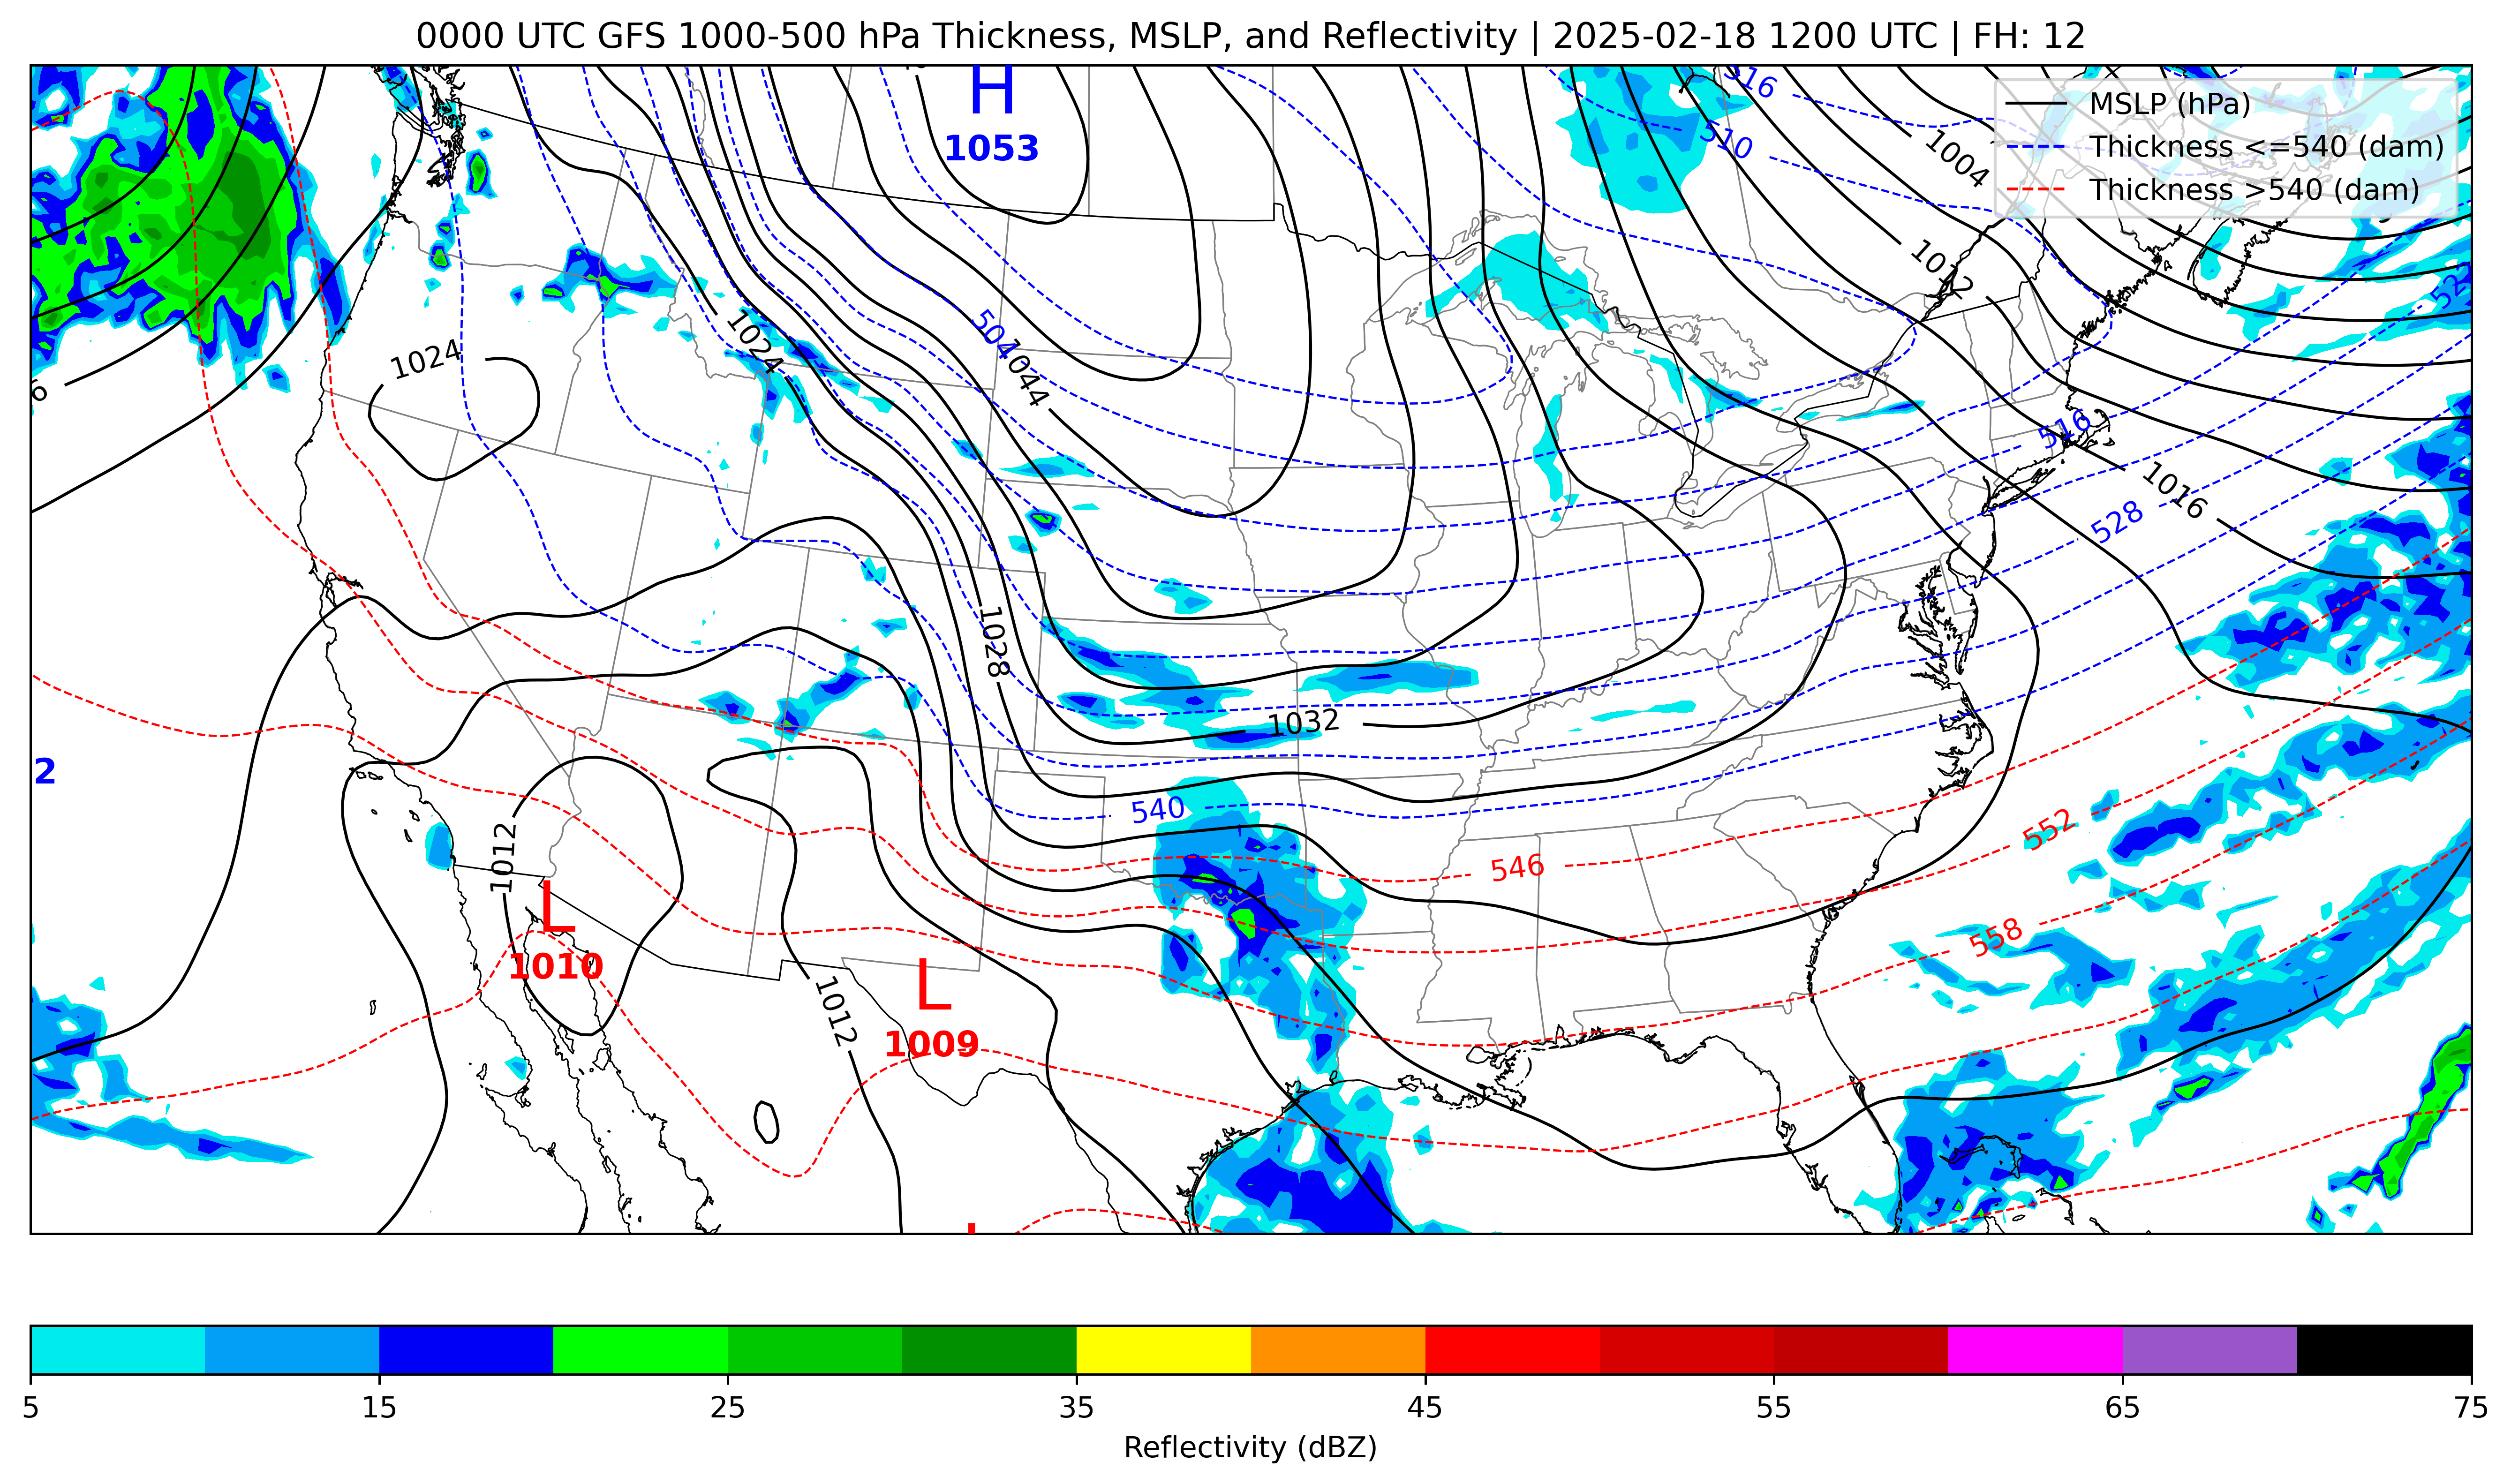 0000 UTC GFS 1000-500 hPa Thickness, MSLP, and Reflectivity | 2025-02-18 1200 UTC | FH: 12
H
1053
516
510
MSLP (hPa)
Thickness <=540 (dam)
Thickness >540 (dam)
1004
1012
504
1024
1024
1044
6
516
1016
528
1028
1032
2
540
1012
546
552
558
L
1010
L
1009
1012
5 15 25 35 45 55 65 75
Reflectivity (dBZ)